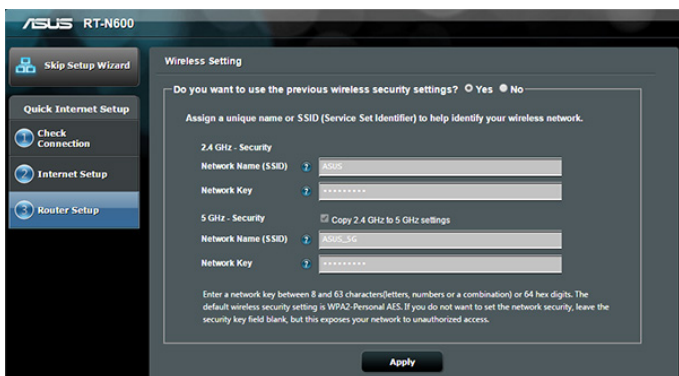 ASUS RT-N600
Skip Setup Wizard
Quick Internet Setup
1 Check
Connection
2 Internet Setup
3 Router Setup
Wireless Setting
Do you want to use the previous wireless security settings? Yes No
Assign a unique name or SSID (Service Set Identifier) to help identify your wireless network.
2.4 GHz - Security
Network Name (SSID) ? ASUS
Network Key ? •••••••••
5 GHz - Security Copy 2.4 GHz to 5 GHz settings
Network Name (SSID) ? ASUS_5G
Network Key ? •••••••••
Enter a network key between 8 and 63 characters(letters, numbers or a combination) or 64 hex digits. The
default wireless security setting is WPA2-Personal AES. If you do not want to set the network security, leave the
security key field blank, but this exposes your network to unauthorized access.
Apply